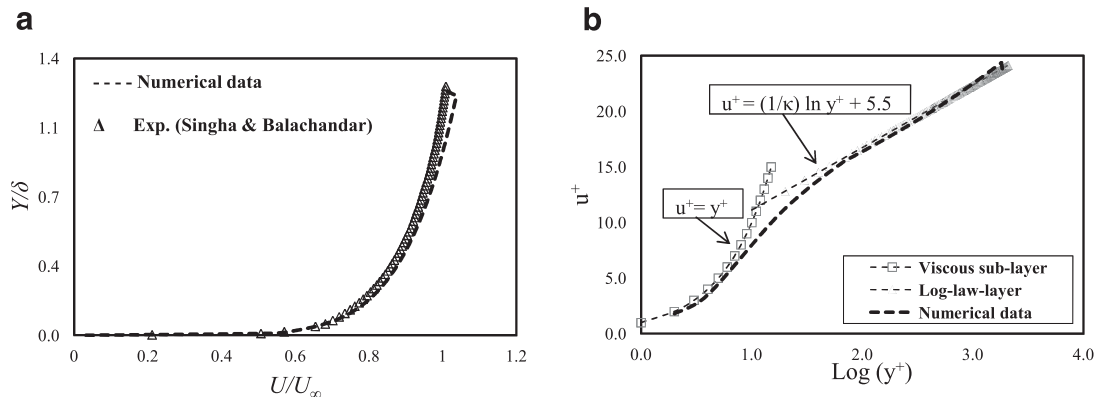 a
1.4
1.1
0.7
0.4
0.0
Y/δ
---- Numerical data
Δ Exp. (Singha & Balachandar)
0 0.2 0.4 0.6 0.8 1 1.2
U/U∞
b
25.0
20.0
15.0
10.0
5.0
0.0
u+
u+ = (1/κ) ln y+ + 5.5
u+= y+
Viscous sub-layer
Log-law-layer
Numerical data
0.0 1.0 2.0 3.0 4.0
Log (y+)